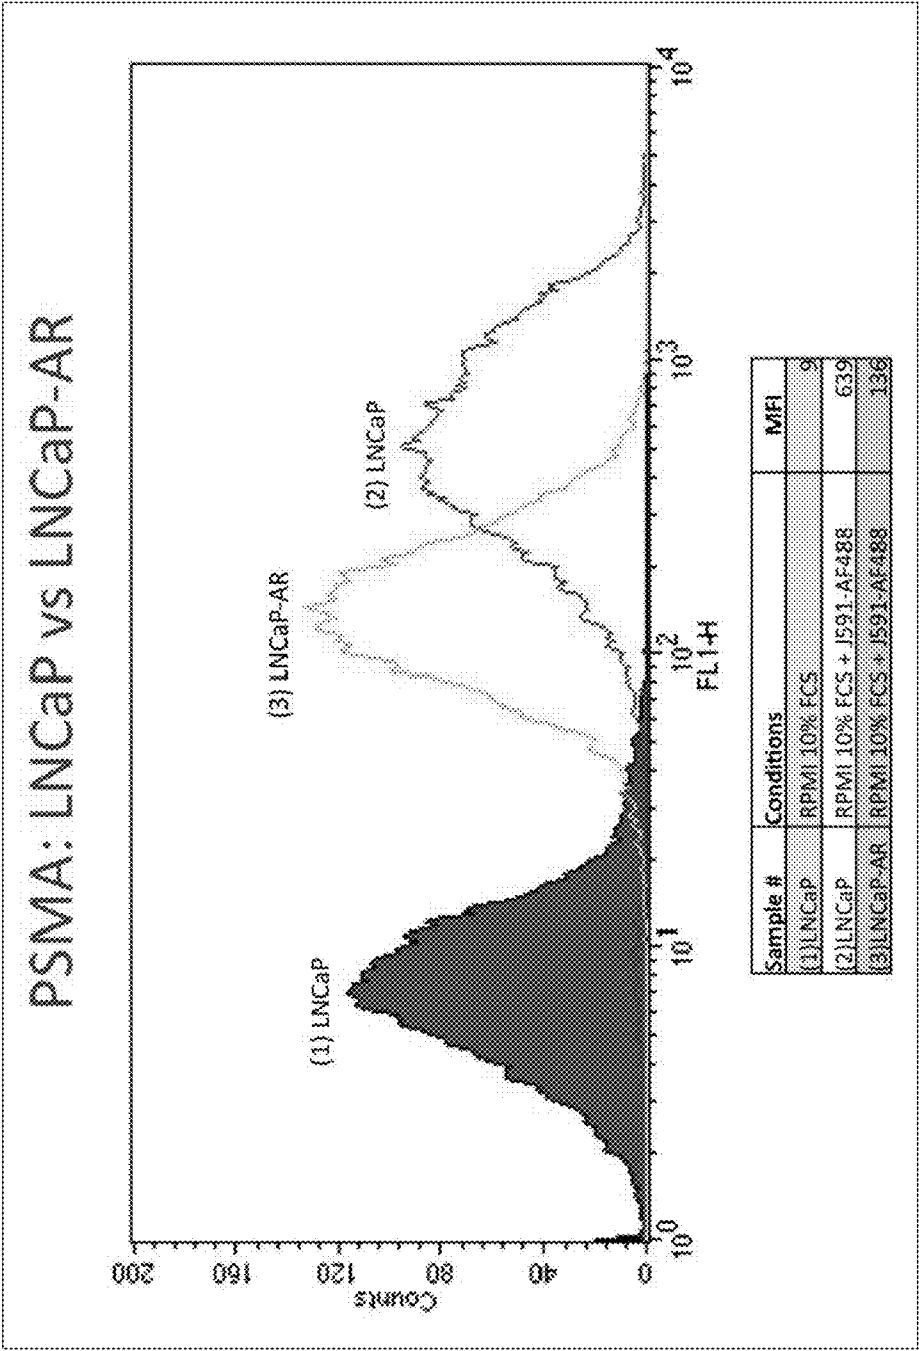 PSMA: LNCaP vs LNCaP-AR
Counts
200
160
120
80
40
0
(1) LNCaP
(3) LNCaP-AR
(2) LNCaP
10^0
10^1
10^2
10^3
10^4
FL1-H
Sample # Conditions MFI
(1)LNCaP RPMI 10% FCS 9
(2)LNCaP RPMI 10% FCS + J591-AF488 639
(3)LNCaP-AR RPMI 10% FCS + J591-AF488 136